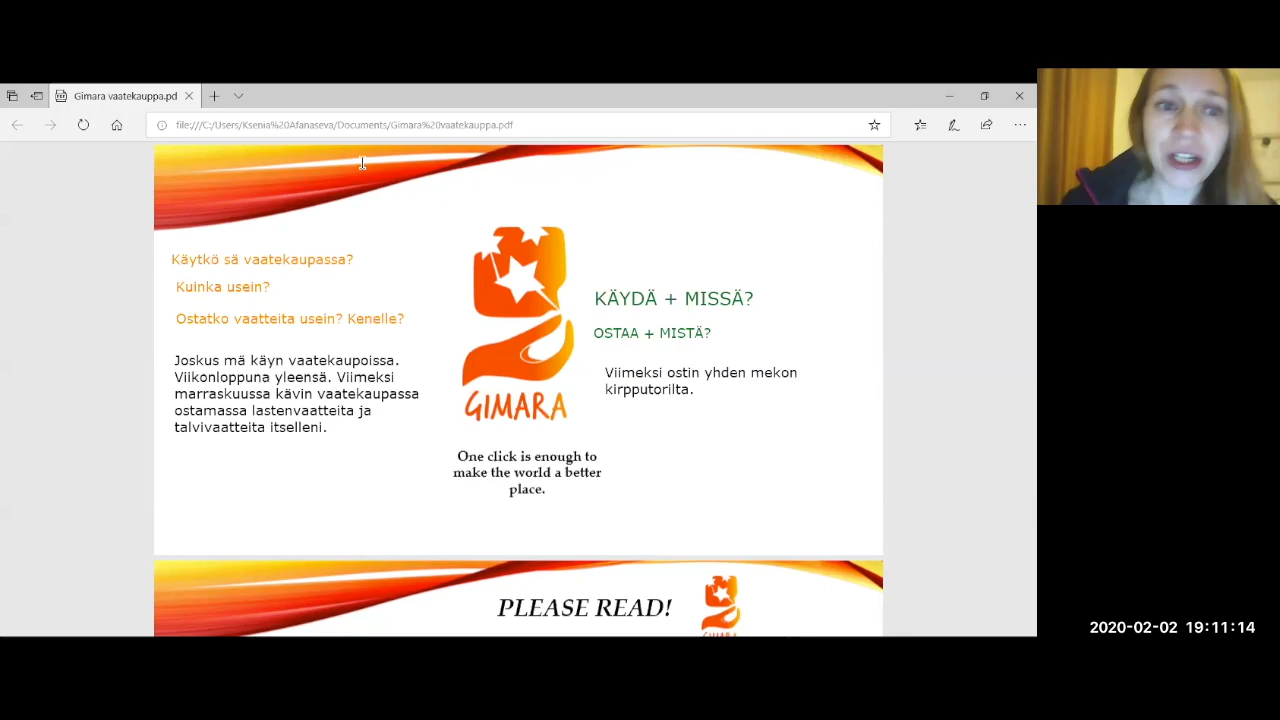 Gimara vaatekauppa.pd
file:///C:/Users/Ksenia%20Afanaseva/Documents/Gimara%20vaatekauppa.pdf
Käytkö sä vaatekaupassa?
Kuinka usein?
Ostatko vaatteita usein? Kenelle?
Joskus mä käyn vaatekaupoissa.
Viikonloppuna yleensä. Viimeksi
marraskuussa kävin vaatekaupassa
ostamassa lastenvaatteita ja
talvivaatteita itselleni.
GIMARA
One click is enough to
make the world a better
place.
KÄYDÄ + MISSÄ?
OSTAA + MISTÄ?
Viimeksi ostin yhden mekon
kirpputorilta.
PLEASE READ!
GIMARA
2020-02-02 19:11:14